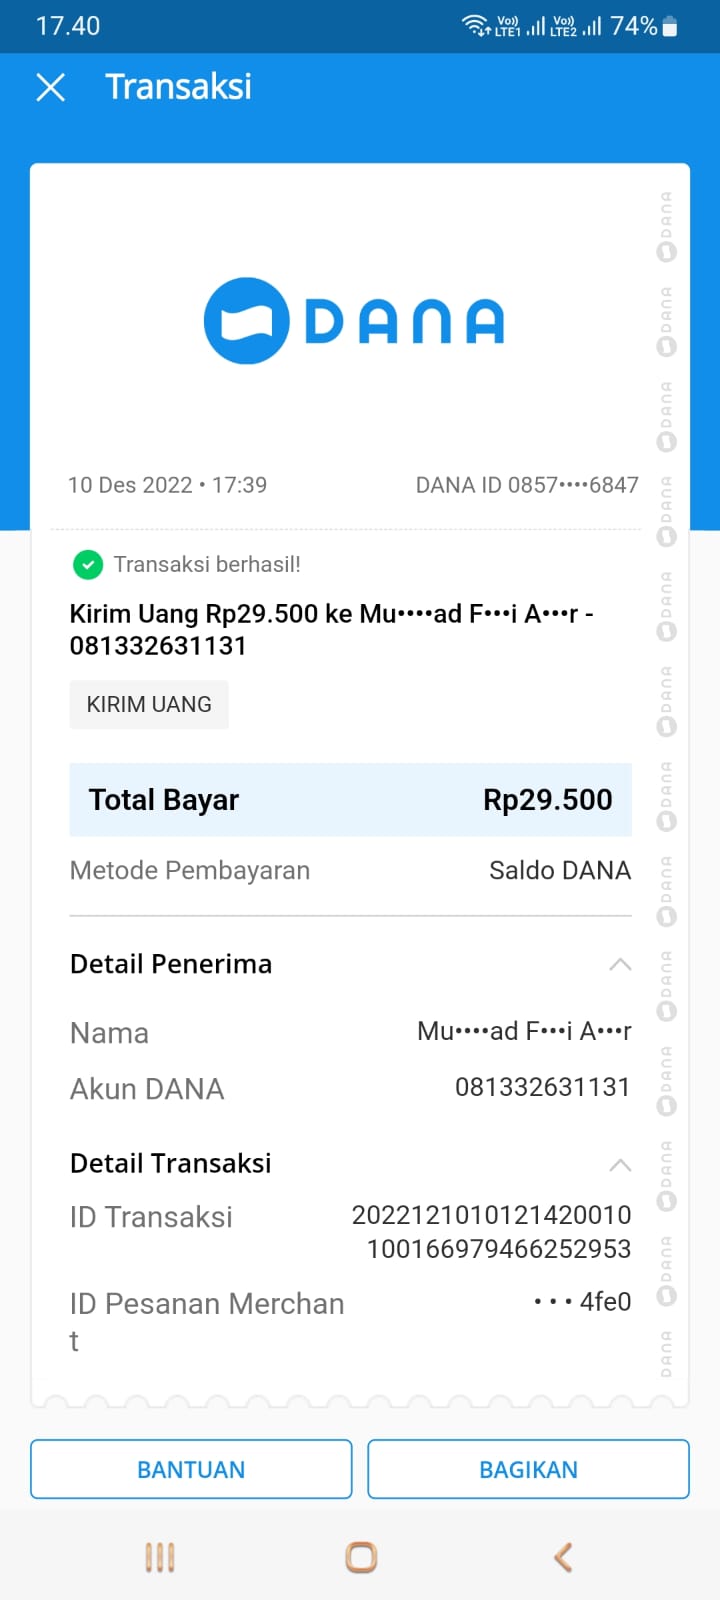 17.40
Vo)) LTE1 Vo)) LTE2 74%
Transaksi
DANA
10 Des 2022 • 17:39
DANA ID 0857••••6847
Transaksi berhasil!
Kirim Uang Rp29.500 ke Mu••••ad F•••i A•••r -
081332631131
KIRIM UANG
Total Bayar Rp29.500
Metode Pembayaran Saldo DANA
Detail Penerima
Nama Mu••••ad F•••i A•••r
Akun DANA 081332631131
Detail Transaksi
ID Transaksi 2022121010121420010
100166979466252953
ID Pesanan Merchan ••• 4fe0
t
BANTUAN
BAGIKAN
DANA
DANA
DANA
DANA
DANA
DANA
DANA
DANA
DANA
DANA
DANA
DANA
DANA